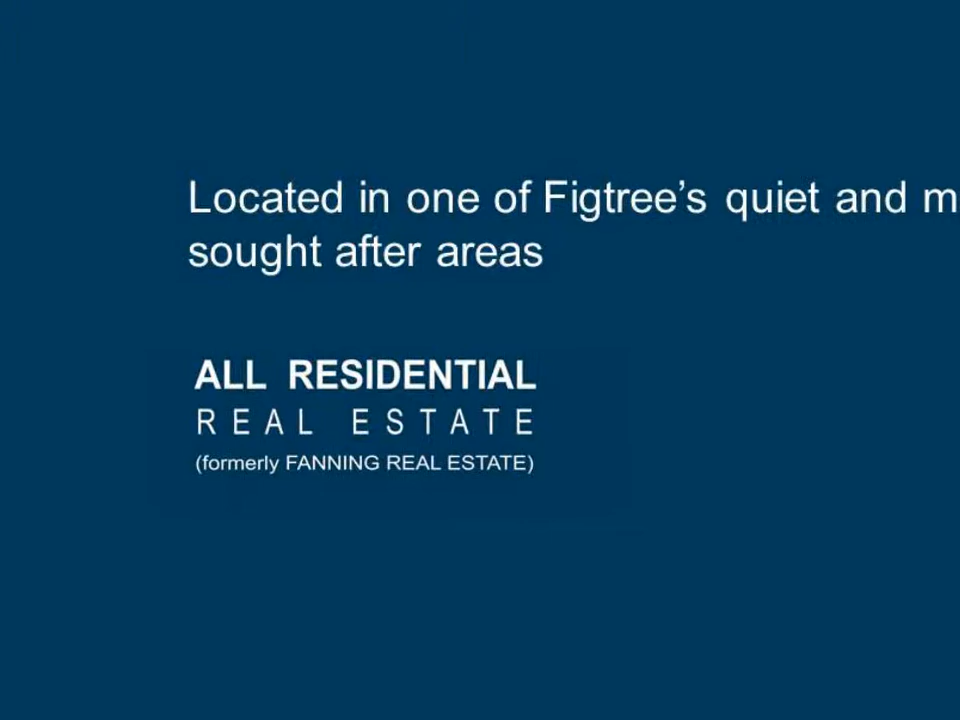 Located in one of Figtree’s quiet and m
sought after areas
ALL RESIDENTIAL
REAL ESTATE
(formerly FANNING REAL ESTATE)